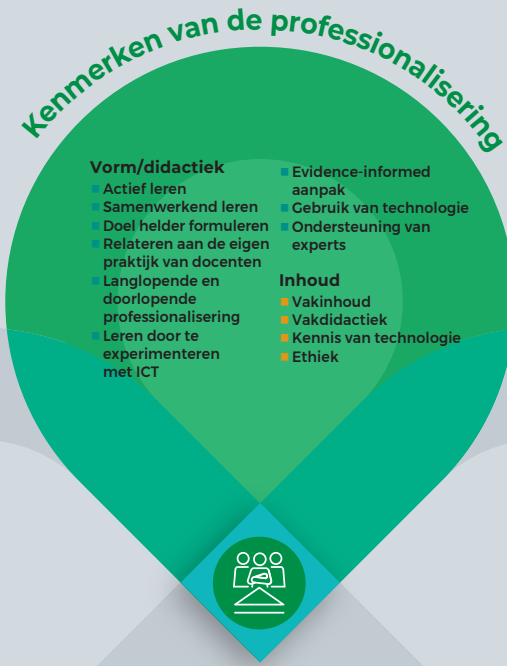 Kenmerken van de professionalisering
Vorm/didactiek
Actief leren
Samenwerkend leren
Doel helder formuleren
Relateren aan de eigen
praktijk van docenten
Langlopende en
doorlopende
professionalisering
Leren door te
experimenteren
met ICT
Evidence-informed
aanpak
Gebruik van technologie
Ondersteuning van
experts
Inhoud
Vakinhoud
Vakdidactiek
Kennis van technologie
Ethiek